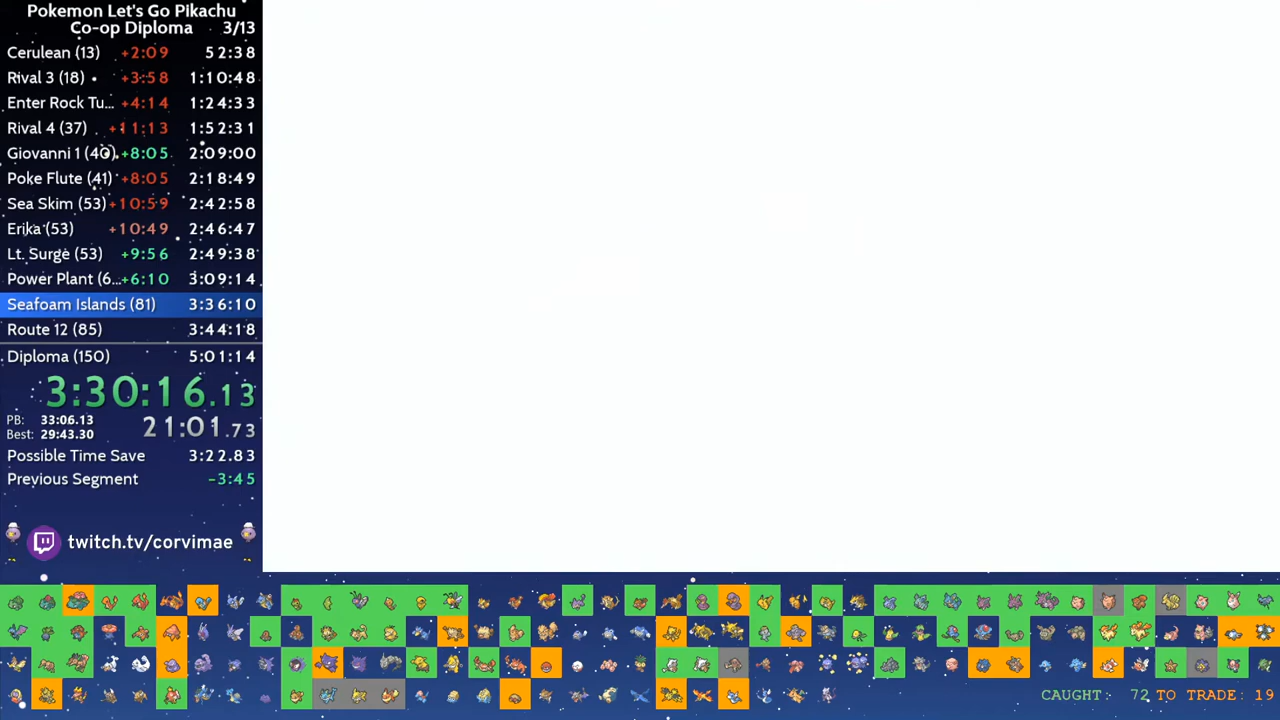 Pokemon Let's Go Pikachu
Co-op Diploma 3/13
Cerulean (13) +2:09 52:38
Rival 3 (18) +3:58 1:10:48
Enter Rock Tu... +4:14 1:24:33
Rival 4 (37) +11:13 1:52:31
Giovanni 1 (40) +8:05 2:09:00
Poke Flute (41) +8:05 2:18:49
Sea Skim (53) +10:59 2:42:58
Erika (53) +10:49 2:46:47
Lt. Surge (53) +9:56 2:49:38
Power Plant (6... +6:10 3:09:14
Seafoam Islands (81) 3:36:10
Route 12 (85) 3:44:18
Diploma (150) 5:01:14
3:30:16.13
PB: 33:06.13
Best: 29:43.30
21:01.73
Possible Time Save 3:22.83
Previous Segment -3:45
twitch.tv/corvimae
CAUGHT: 72 TO TRADE: 19